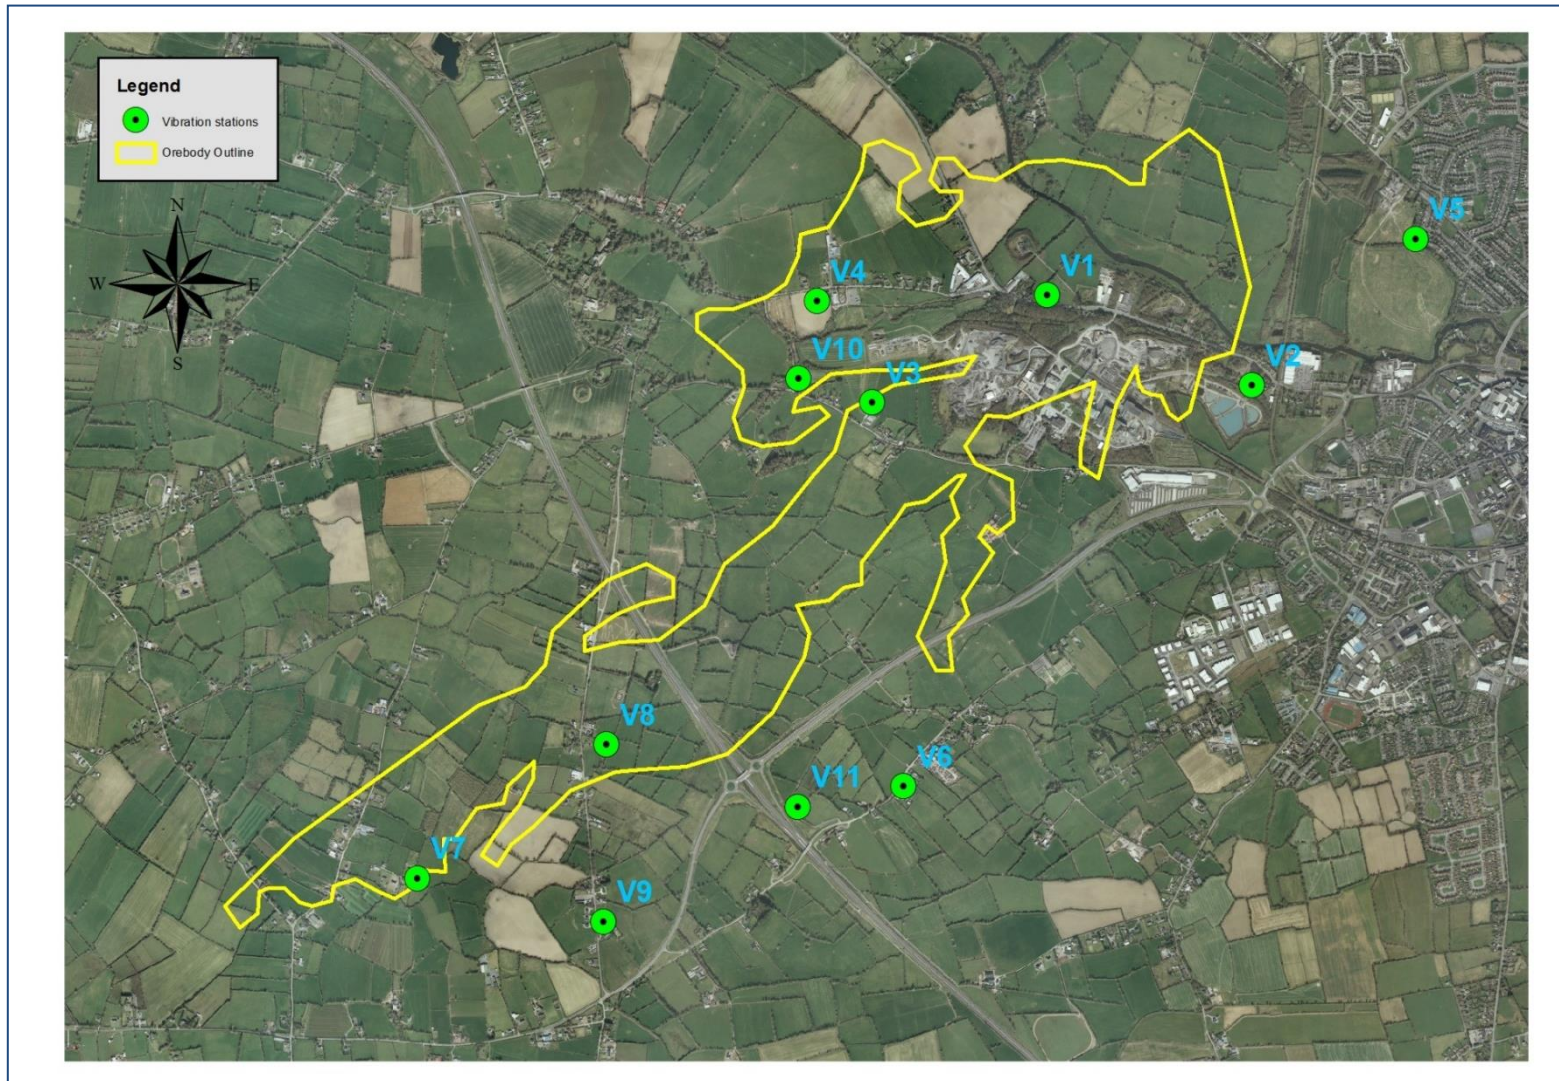 Legend
Vibration stations
Orebody Outline
N
W
E
S
V5
V1
V4
V10
V2
V3
V8
V6
V11
V7
V9